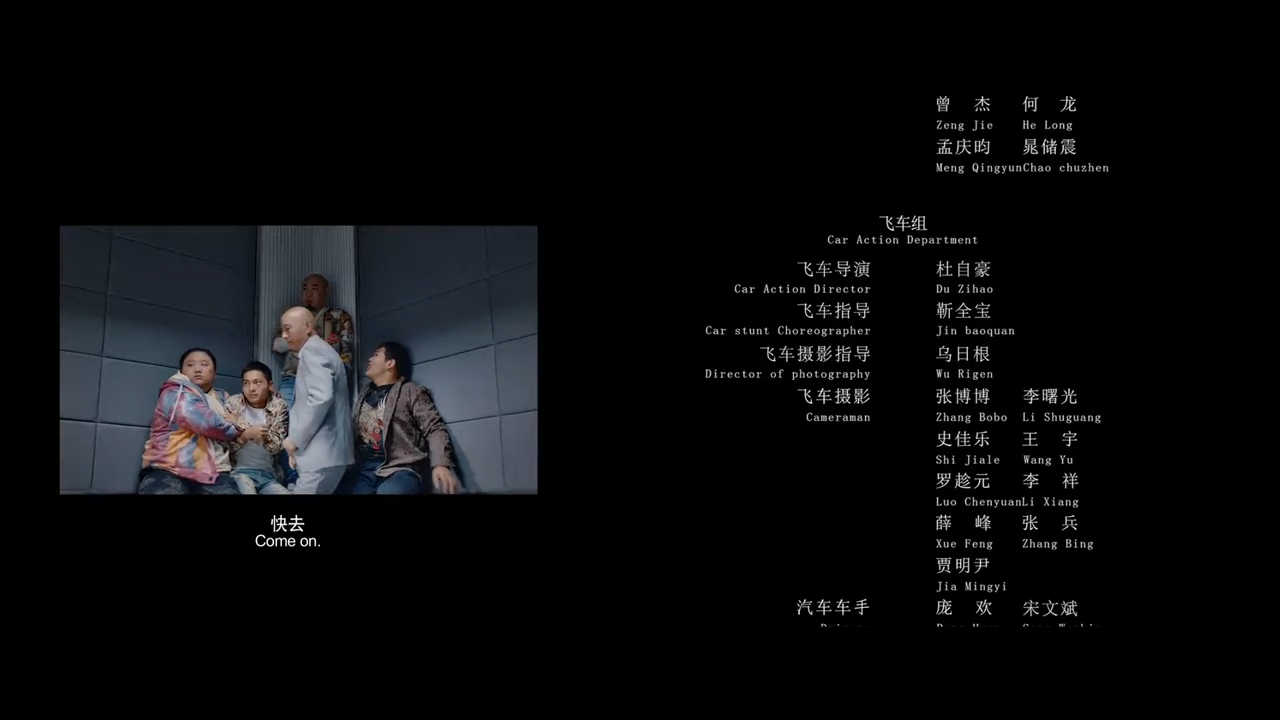 曾 杰 何 龙
Zeng Jie He Long
孟庆昀 晁储震
Meng QingyunChao chuzhen
飞车组
Car Action Department
飞车导演 杜自豪
Car Action Director Du Zihao
飞车指导 靳全宝
Car stunt Choreographer Jin baoquan
飞车摄影指导 乌日根
Director of photography Wu Rigen
飞车摄影 张博博 李曙光
Cameraman Zhang Bobo Li Shuguang
史佳乐 王 宇
Shi Jiale Wang Yu
罗趁元 李 祥
Luo ChenyuanLi Xiang
薛 峰 张 兵
Xue Feng Zhang Bing
贾明尹
Jia Mingyi
汽车车手 庞 欢 宋文斌
快去
Come on.